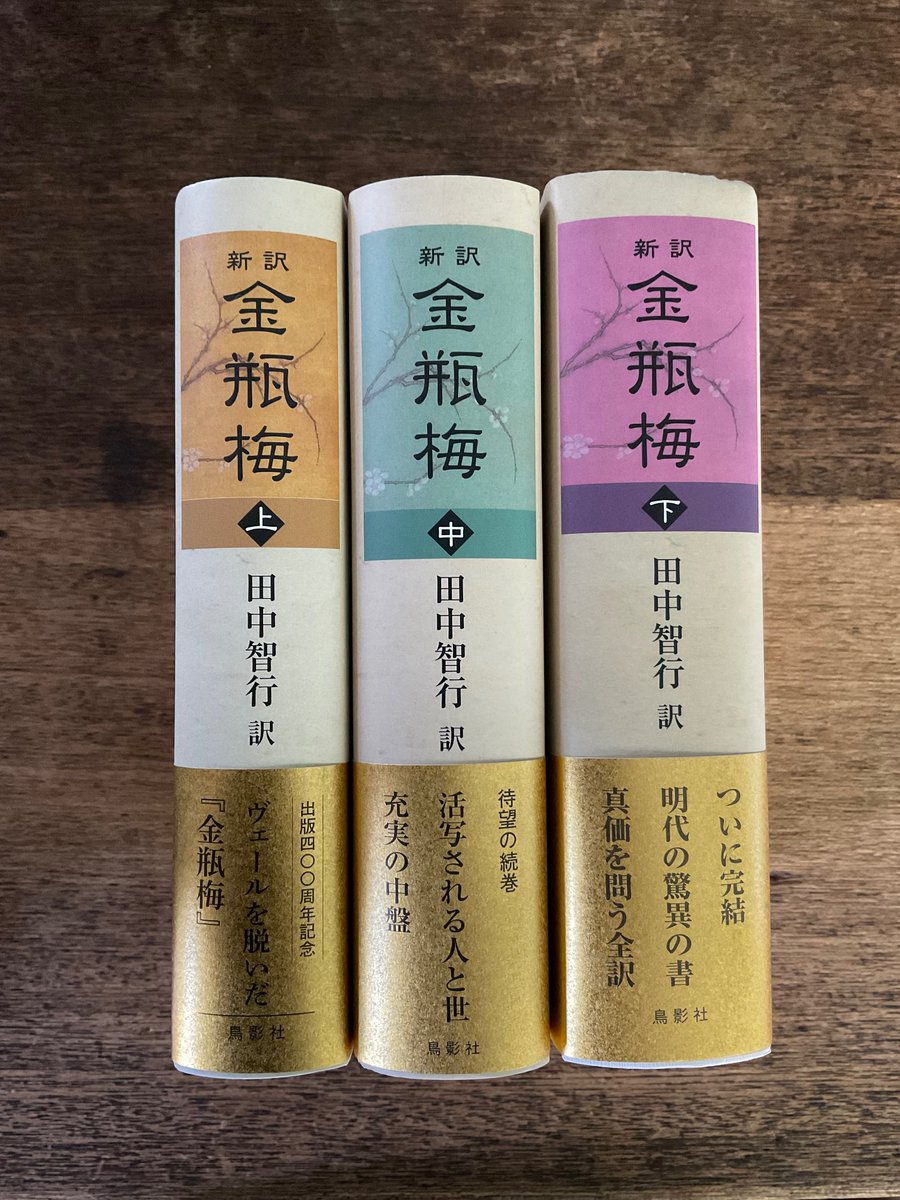 新訳
金瓶梅
上
田中智行 訳
出版四〇〇周年記念
ヴェールを脱いだ
『金瓶梅』
鳥影社
新訳
金瓶梅
中
田中智行 訳
待望の続巻
活写される人と世
充実の中盤
鳥影社
新訳
金瓶梅
下
田中智行 訳
ついに完結
明代の驚異の書
真価を問う全訳
鳥影社